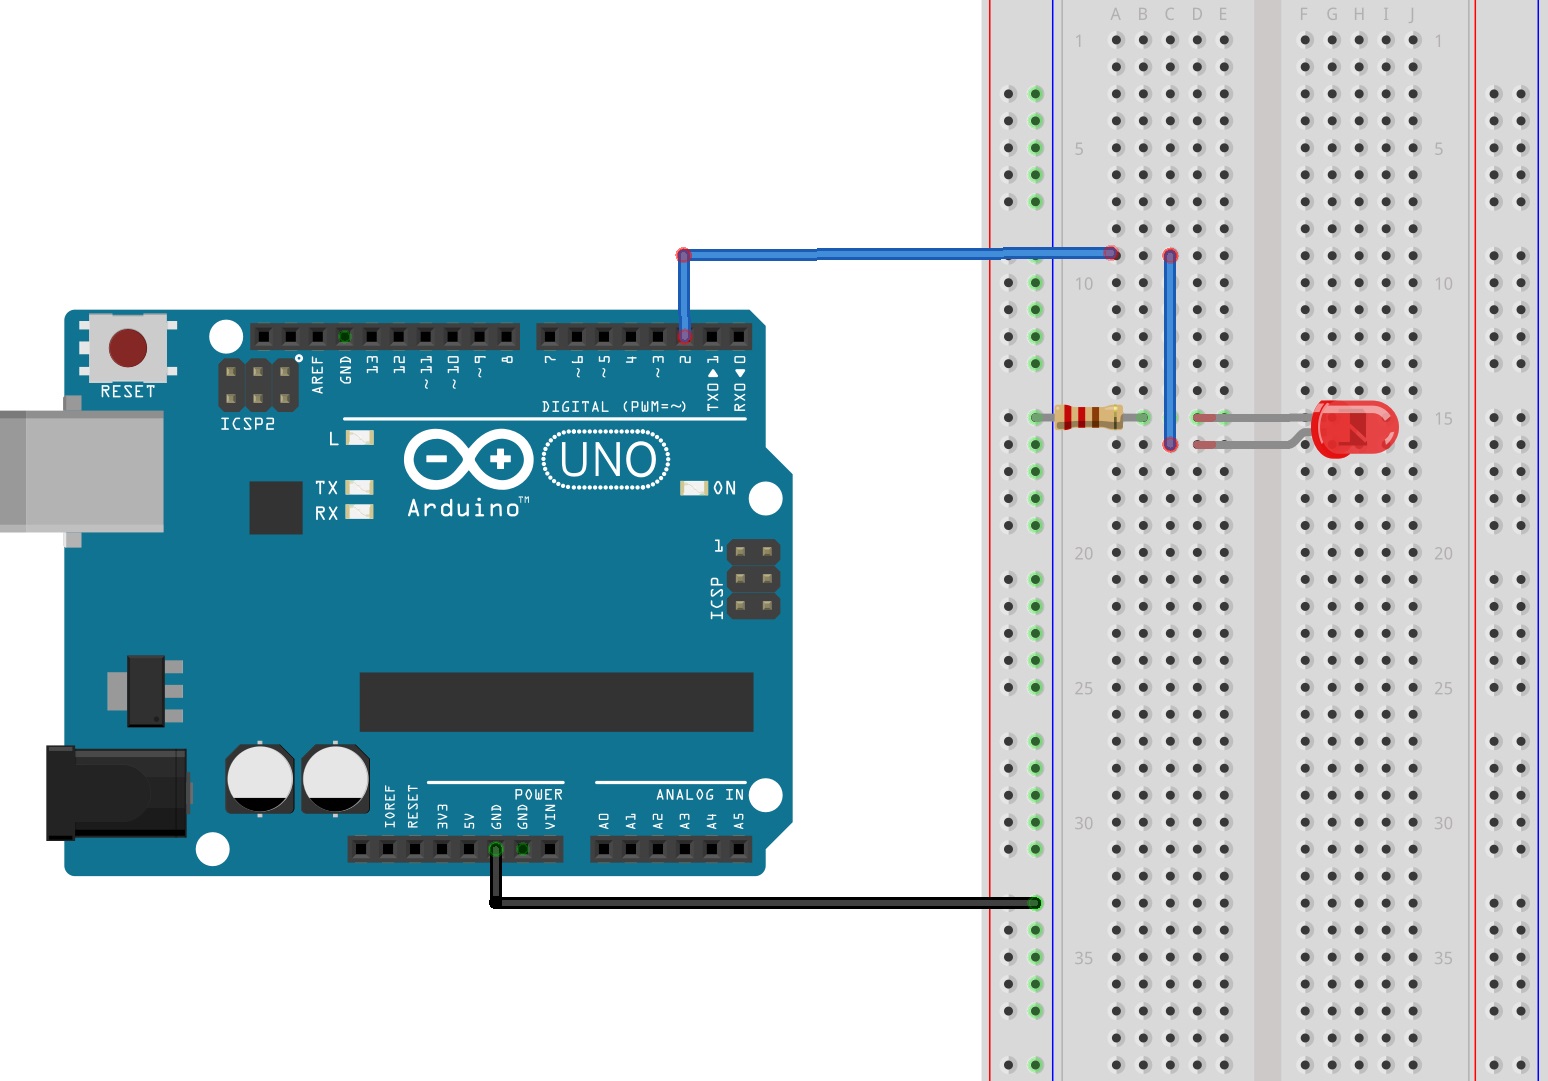 A B C D E F G H I J
1 1
5 5
10 10
15 15
20 20
25 25
30 30
35 35
RESET
ICSP2
AREF
GND
13
12
~11
~10
~9
8
7
~6
~5
4
~3
2
TX0 ▶ 1
RX0 ◀ 0
DIGITAL (PWM=~)
L
TX
RX
UNO
Arduino™
ON
1
ICSP
IOREF
RESET
3V3
5V
GND
GND
VIN
POWER
ANALOG IN
A0
A1
A2
A3
A4
A5